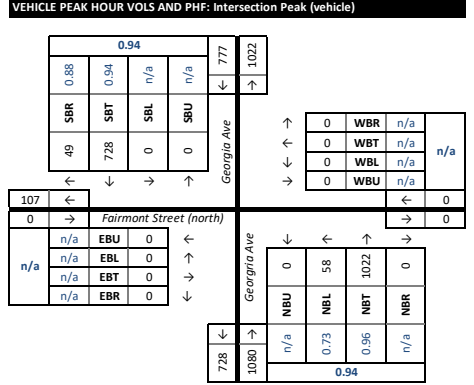 VEHICLE PEAK HOUR VOLS AND PHF: Intersection Peak (vehicle)
0.94
777
1022
0.88
0.94
n/a
n/a
↓
↑
SBR
SBT
SBL
SBU
Georgia Ave
49
728
0
0
← ↓ → ↑
↑ 0 WBR n/a
← 0 WBT n/a
↓ 0 WBL n/a
→ 0 WBU n/a
n/a
107 ←
← 0
0 → Fairmont Street (north)
→ 0
n/a
n/a EBU 0 ←
n/a EBL 0 ↑
n/a EBT 0 →
n/a EBR 0 ↓
Georgria Ave
↓ ← ↑ →
0
58
1022
0
NBU
NBL
NBT
NBR
↓
↑
n/a
0.73
0.96
n/a
728
1080
0.94